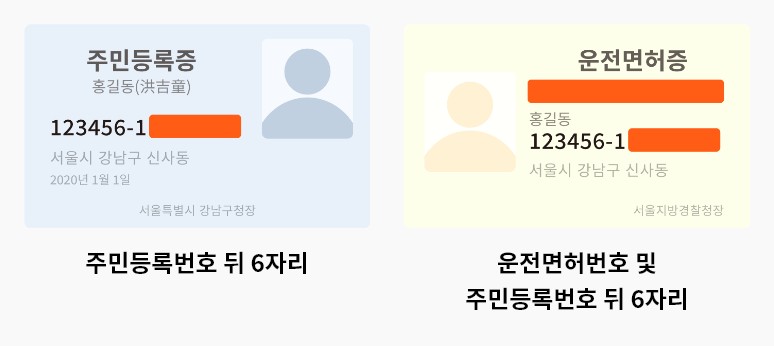 주민등록증
홍길동(洪吉童)
123456-1
서울시 강남구 신사동
2020년 1월 1일
서울특별시 강남구청장
주민등록번호 뒤 6자리
운전면허증
홍길동
123456-1
서울시 강남구 신사동
서울지방경찰청장
운전면허번호 및
주민등록번호 뒤 6자리